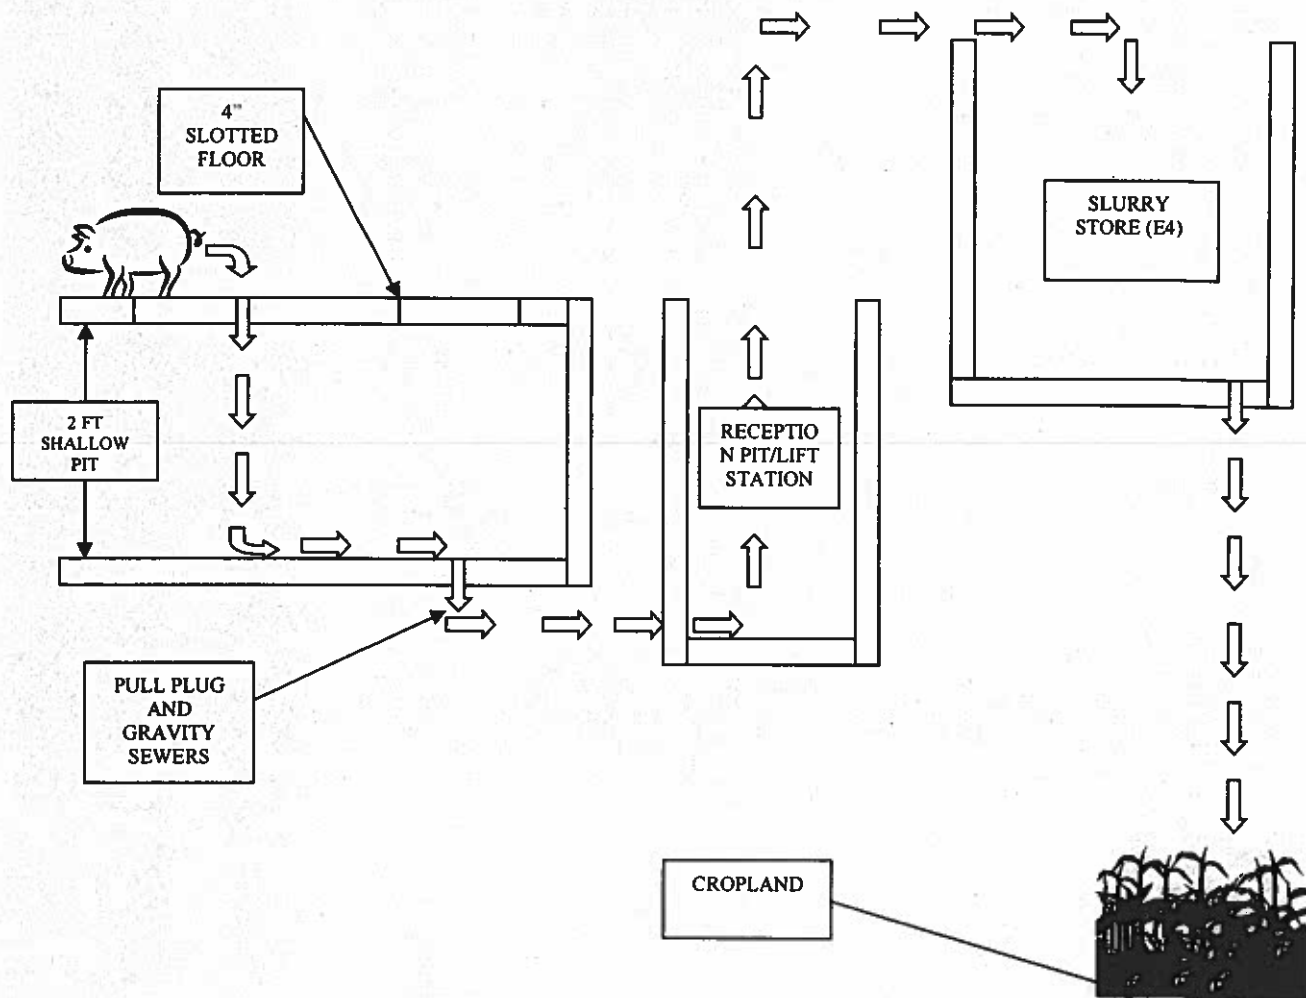 4"
SLOTTED
FLOOR
SLURRY
STORE (E4)
2 FT
SHALLOW
PIT
RECEPTIO
N PIT/LIFT
STATION
PULL PLUG
AND
GRAVITY
SEWERS
CROPLAND